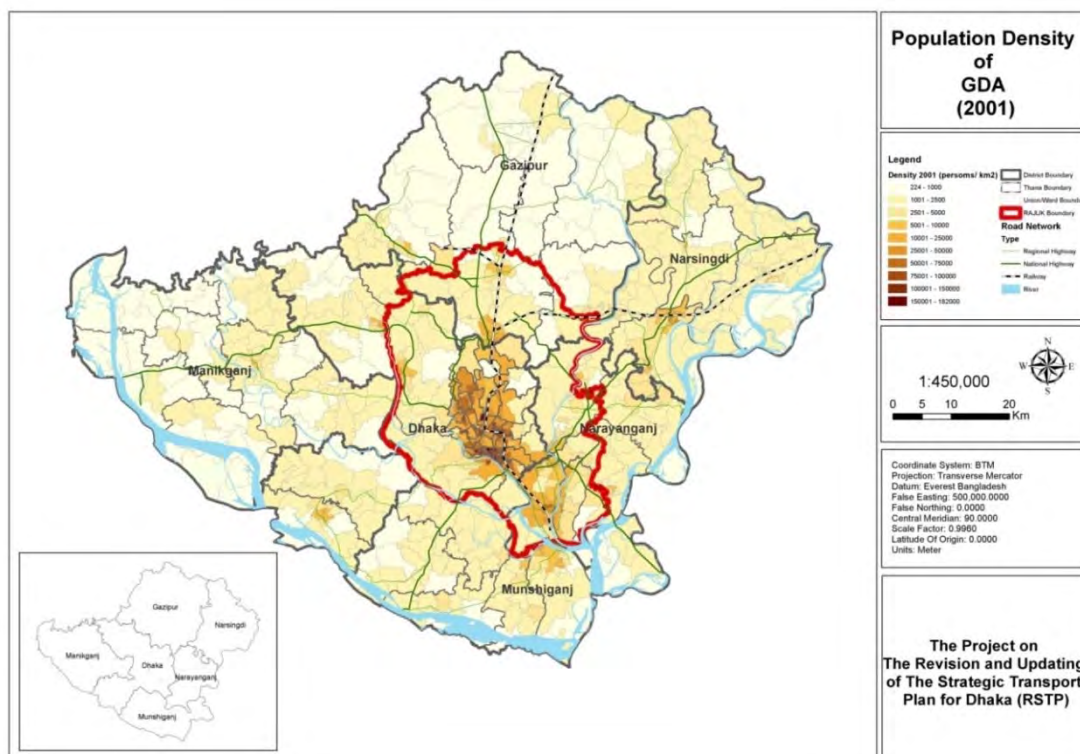 Population Density
of
GDA
(2001)
Legend
Density 2001 (persoms/ km2)
224 - 1000
1001 - 2500
2501 - 5000
5001 - 10000
10001 - 25000
25001 - 50000
50001 - 75000
75001 - 100000
100001 - 150000
150001 - 182000
District Boundary
Thana Boundary
Union/Ward Bounda
RAJUK Boundary
Road Network
Type
Regional Highway
National Highway
Railway
River
1:450,000
N
W E
S
0 5 10 20
Km
Coordinate System: BTM
Projection: Transverse Mercator
Datum: Everest Bangladesh
False Easting: 500,000.0000
False Northing: 0.0000
Central Meridian: 90.0000
Scale Factor: 0.9960
Latitude Of Origin: 0.0000
Units: Meter
The Project on
The Revision and Updating
of The Strategic Transport
Plan for Dhaka (RSTP)
Gazipur
Narsingdi
Manikganj
Dhaka
Narayanganj
Munshiganj
Gazipur
Narsingdi
Manikganj
Dhaka
Narayanganj
Munshiganj